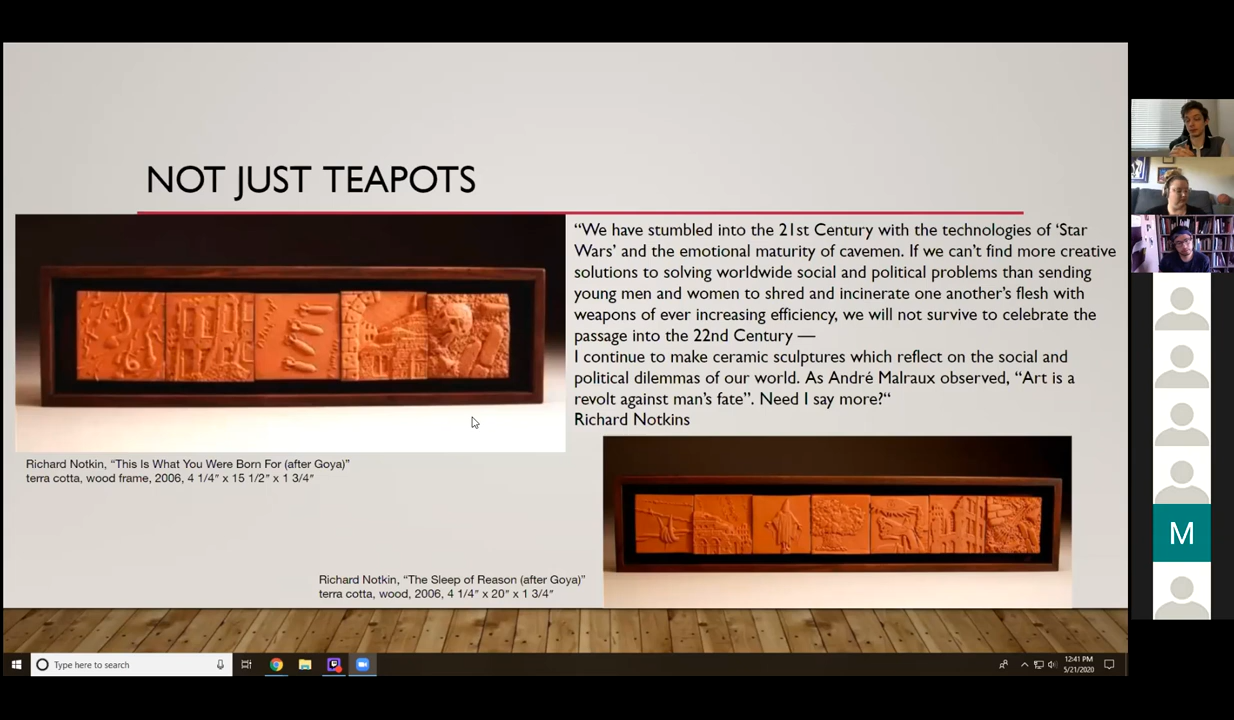 NOT JUST TEAPOTS
“We have stumbled into the 21st Century with the technologies of ‘Star
Wars’ and the emotional maturity of cavemen. If we can’t find more creative
solutions to solving worldwide social and political problems than sending
young men and women to shred and incinerate one another’s flesh with
weapons of ever increasing efficiency, we will not survive to celebrate the
passage into the 22nd Century —
I continue to make ceramic sculptures which reflect on the social and
political dilemmas of our world. As André Malraux observed, “Art is a
revolt against man’s fate”. Need I say more?“
Richard Notkins
Richard Notkin, “This Is What You Were Born For (after Goya)”
terra cotta, wood frame, 2006, 4 1/4” x 15 1/2” x 1 3/4”
Richard Notkin, “The Sleep of Reason (after Goya)”
terra cotta, wood, 2006, 4 1/4” x 20” x 1 3/4”
M
Type here to search
12:41 PM
5/21/2020